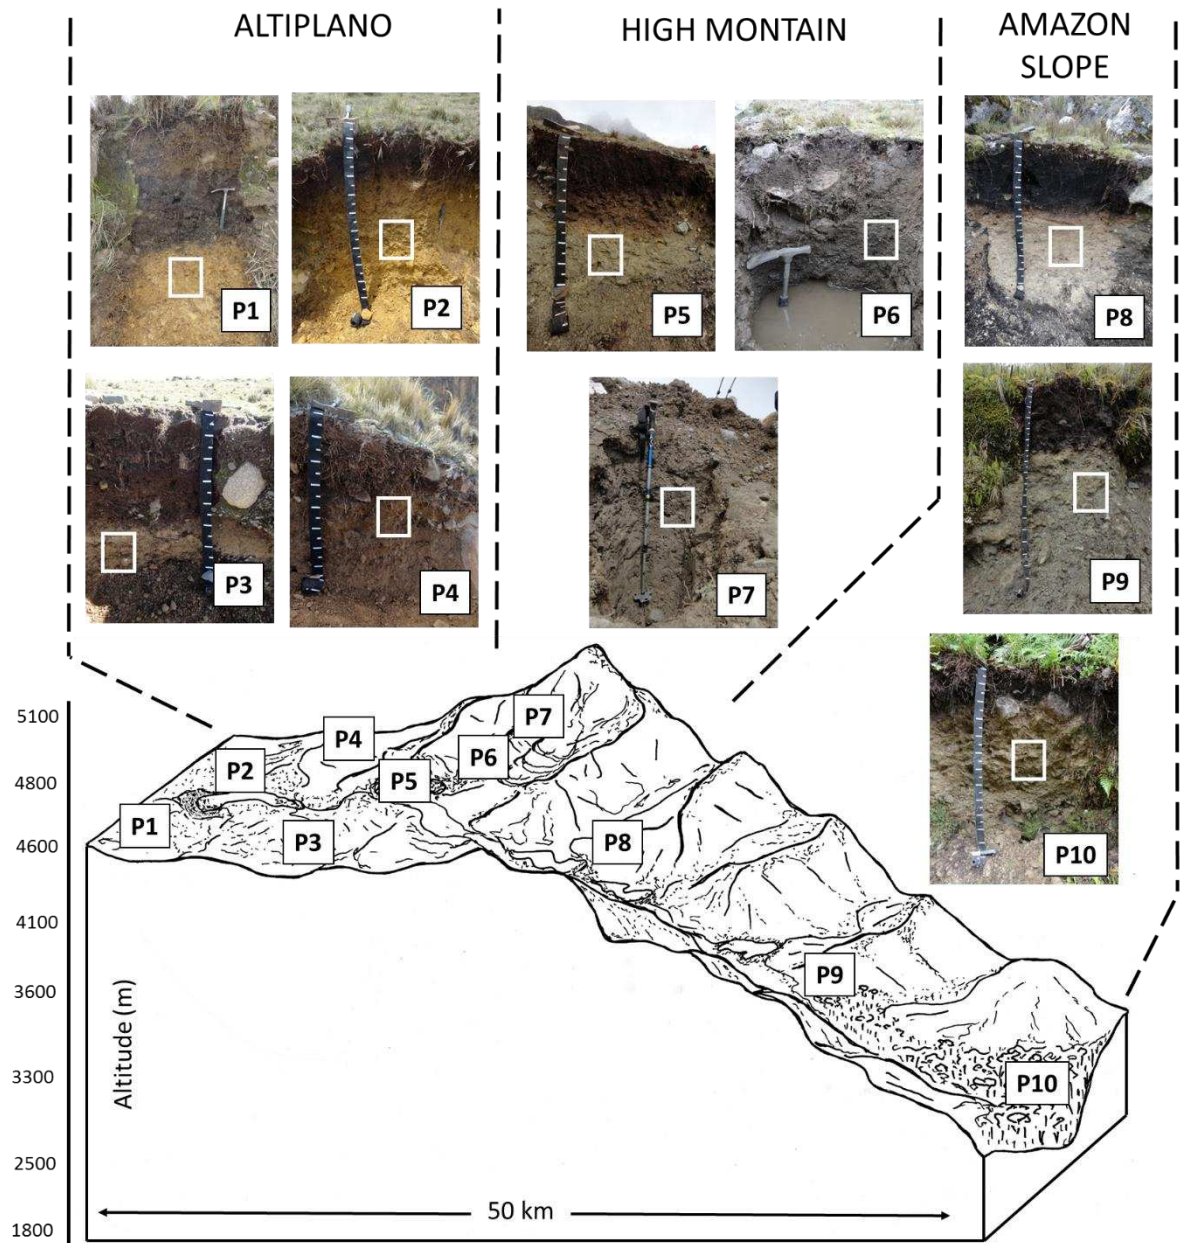 ALTIPLANO
HIGH MONTAIN
AMAZON
SLOPE
P1
P2
P5
P6
P8
P3
P4
P7
P9
P10
5100
4800
4600
4100
3600
3300
2500
1800
Altitude (m)
P7
P4
P6
P2
P5
P1
P3
P8
P9
P10
50 km